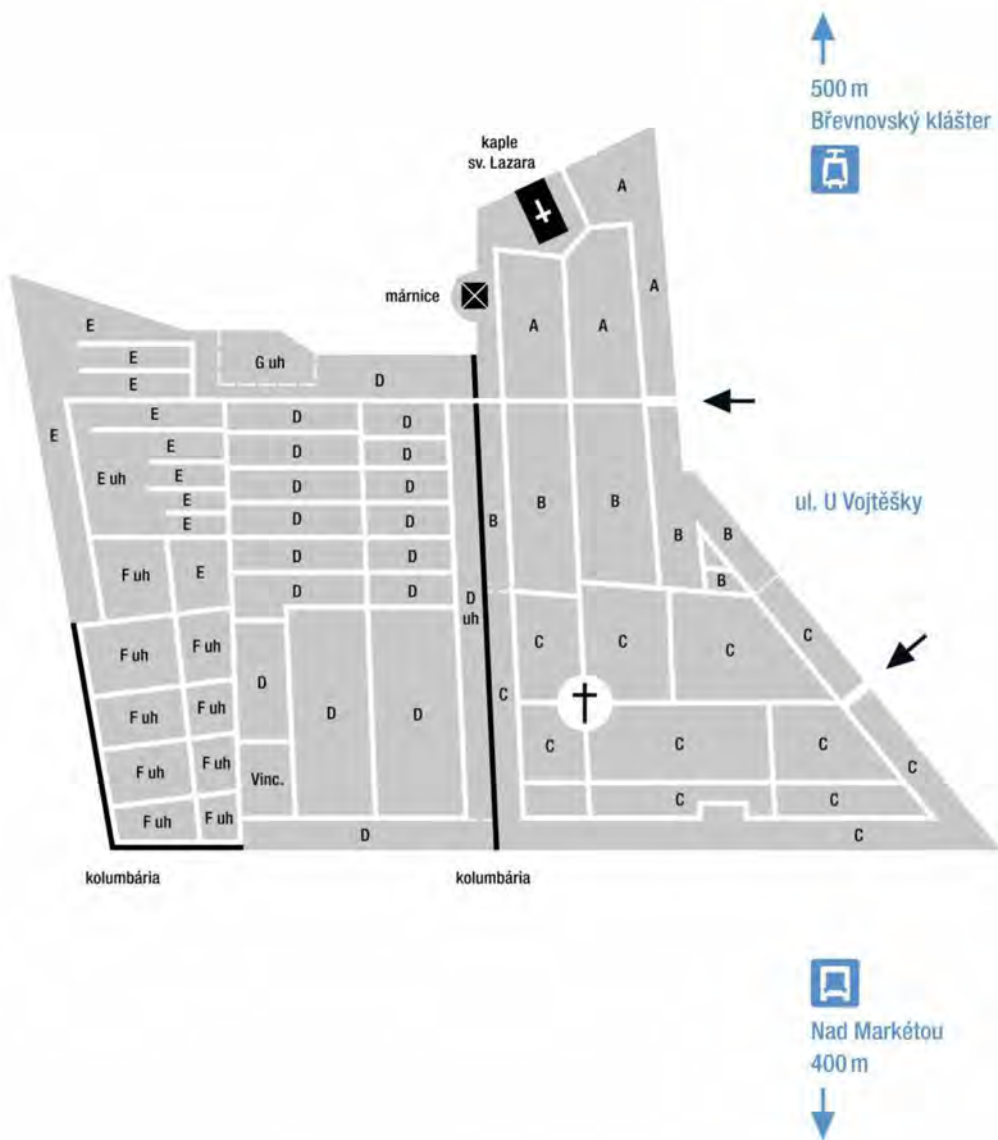 500 m
Břevnovský klášter
kaple
sv. Lazara
A
márnice
A
E
A
A
E
G uh
E
D
E
D
D
E
E
D
D
E uh
E
D
D
B
B
E
B
E
D
D
B
B
F uh
E
D
D
B
D
D
D
uh
F uh
F uh
D
C
C
C
C
C
F uh
F uh
D
D
C
C
C
C
F uh
F uh
Vinc.
C
F uh
F uh
C
C
D
C
kolumbária
kolumbária
ul. U Vojtěšky
Nad Markétou
400 m